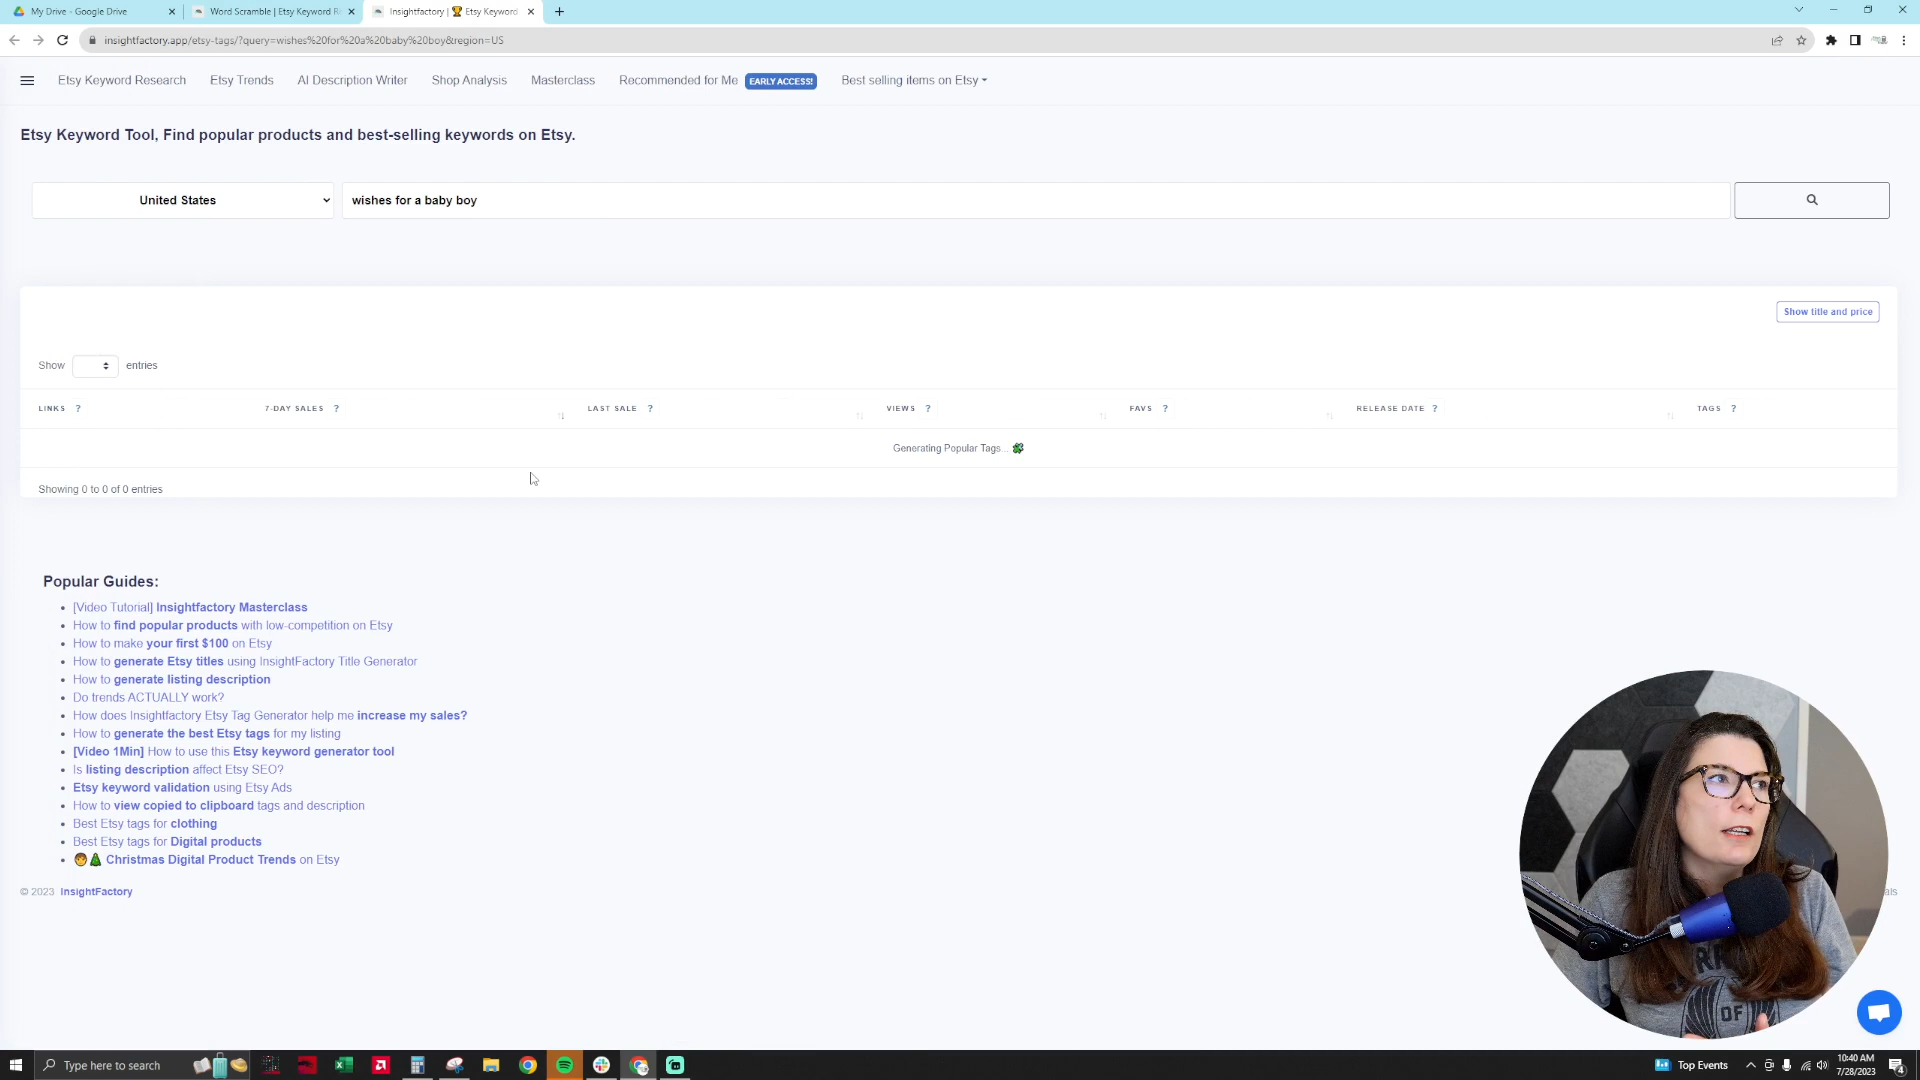 My Drive - Google Drive
Word Scramble | Etsy Keyword R
Insightfactory | 🏆 Etsy Keyword
insightfactory.app/etsy-tags/?query=wishes%20for%20a%20baby%20boy&region=US
Etsy Keyword Research
Etsy Trends
AI Description Writer
Shop Analysis
Masterclass
Recommended for Me EARLY ACCESS!
Best selling items on Etsy
Etsy Keyword Tool, Find popular products and best-selling keywords on Etsy.
United States
wishes for a baby boy
Show title and price
Show entries
LINKS ? 7-DAY SALES ? LAST SALE ? VIEWS ? FAVS ? RELEASE DATE ? TAGS ?
Generating Popular Tags...
Showing 0 to 0 of 0 entries
Popular Guides:
[Video Tutorial] Insightfactory Masterclass
How to find popular products with low-competition on Etsy
How to make your first $100 on Etsy
How to generate Etsy titles using InsightFactory Title Generator
How to generate listing description
Do trends ACTUALLY work?
How does Insightfactory Etsy Tag Generator help me increase my sales?
How to generate the best Etsy tags for my listing
[Video 1Min] How to use this Etsy keyword generator tool
Is listing description affect Etsy SEO?
Etsy keyword validation using Etsy Ads
How to view copied to clipboard tags and description
Best Etsy tags for clothing
Best Etsy tags for Digital products
🧑🎄 Christmas Digital Product Trends on Etsy
© 2023 InsightFactory
OF
Type here to search
Top Events
10:40 AM
7/28/2023
4